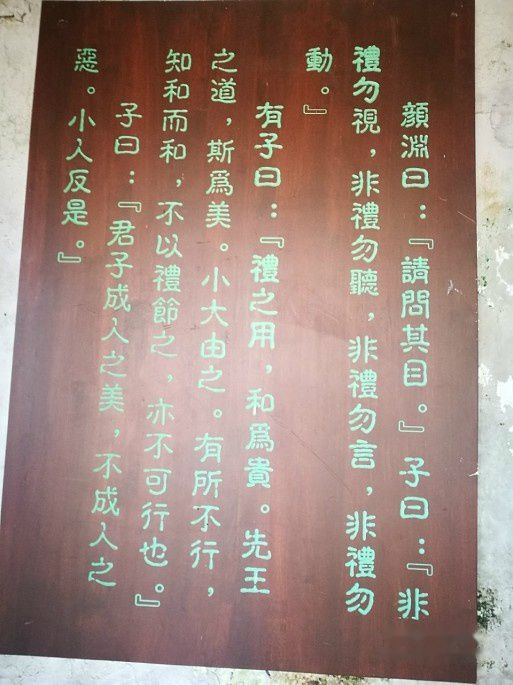 顏淵曰：『請問其目。』子曰：『非
禮勿視，非禮勿聽，非禮勿言，非禮勿
動。』
有子曰：『禮之用，和爲貴。先王
之道，斯爲美。小大由之。有所不行，
知和而和，不以禮節之，亦不可行也。』
子曰：『君子成人之美，不成人之
惡。小人反是。』